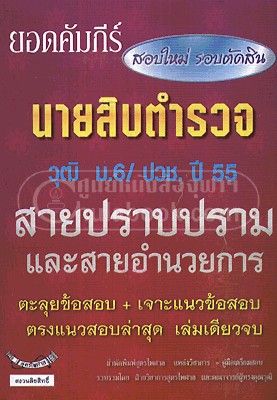 ยอดคัมภีร์
สอบใหม่ รอบตัดสิน
นายสิบตำรวจ
วุฒิ ม.6/ ปวช. ปี 55
สายปราบปราม
และสายอำนวยการ
ตะลุยข้อสอบ + เจาะแนวข้อสอบ
ตรงแนวสอบล่าสุด เล่มเดียวจบ
สงวนลิขสิทธิ์